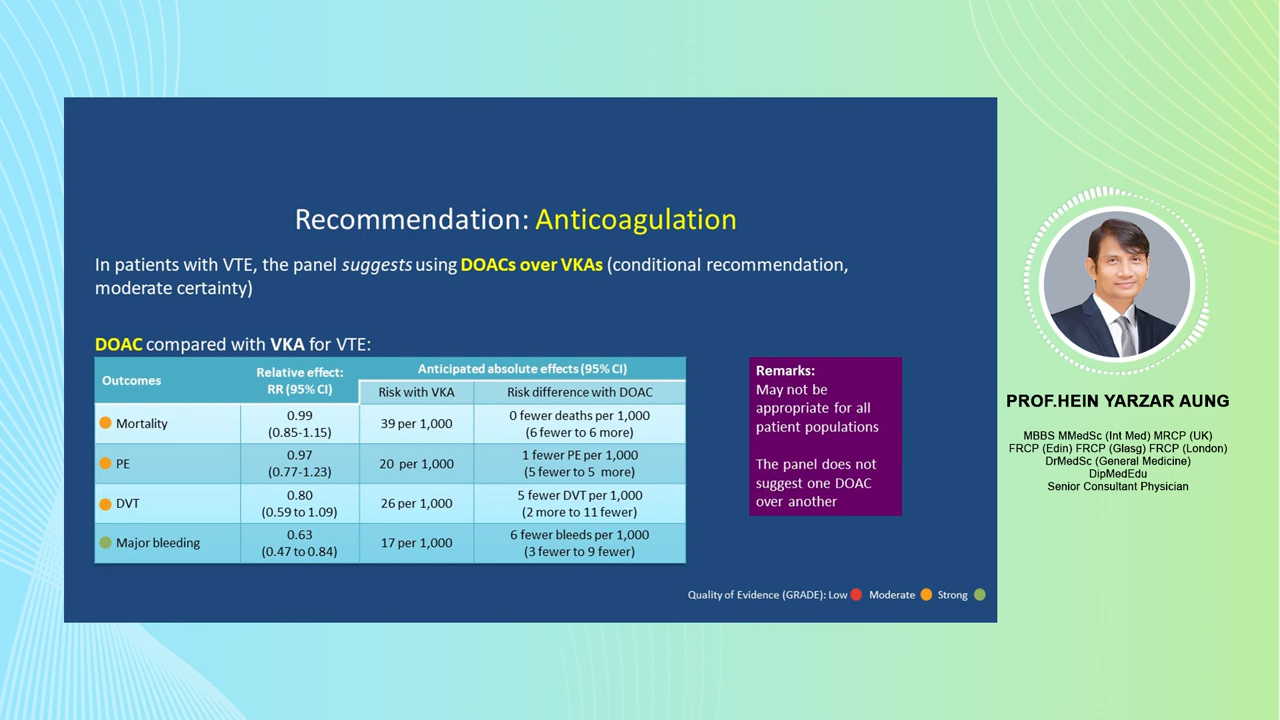 Recommendation: Anticoagulation
In patients with VTE, the panel suggests using DOACs over VKAs (conditional recommendation,
moderate certainty)
DOAC compared with VKA for VTE:
Outcomes
Relative effect:
RR (95% CI)
Anticipated absolute effects (95% CI)
Risk with VKA
Risk difference with DOAC
Mortality
0.99
(0.85-1.15)
39 per 1,000
0 fewer deaths per 1,000
(6 fewer to 6 more)
PE
0.97
(0.77-1.23)
20 per 1,000
1 fewer PE per 1,000
(5 fewer to 5 more)
DVT
0.80
(0.59 to 1.09)
26 per 1,000
5 fewer DVT per 1,000
(2 more to 11 fewer)
Major bleeding
0.63
(0.47 to 0.84)
17 per 1,000
6 fewer bleeds per 1,000
(3 fewer to 9 fewer)
Remarks:
May not be
appropriate for all
patient populations
The panel does not
suggest one DOAC
over another
Quality of Evidence (GRADE): Low Moderate Strong
PROF.HEIN YARZAR AUNG
MBBS MMedSc (Int Med) MRCP (UK)
FRCP (Edin) FRCP (Glasg) FRCP (London)
DrMedSc (General Medicine)
DipMedEdu
Senior Consultant Physician